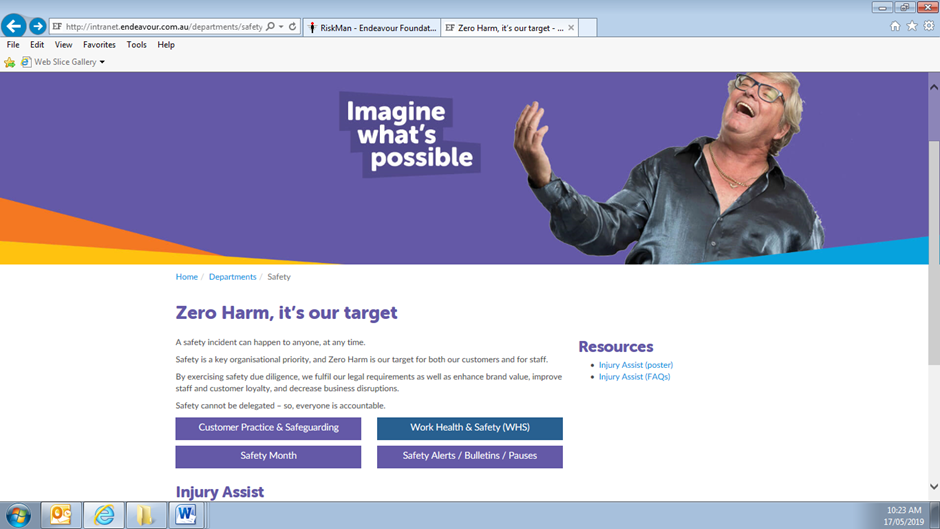 EF http://intranet.endeavour.com.au/departments/safety
RiskMan - Endeavour Foundat...
EF Zero Harm, it's our target - ...
File Edit View Favorites Tools Help
Web Slice Gallery
Imagine
what's
possible
Home / Departments / Safety
Zero Harm, it's our target
A safety incident can happen to anyone, at any time.
Safety is a key organisational priority, and Zero Harm is our target for both our customers and for staff.
By exercising safety due diligence, we fulfil our legal requirements as well as enhance brand value, improve
staff and customer loyalty, and decrease business disruptions.
Safety cannot be delegated – so, everyone is accountable.
Customer Practice & Safeguarding
Work Health & Safety (WHS)
Safety Month
Safety Alerts / Bulletins / Pauses
Injury Assist
Resources
Injury Assist (poster)
Injury Assist (FAQs)
10:23 AM
17/05/2019